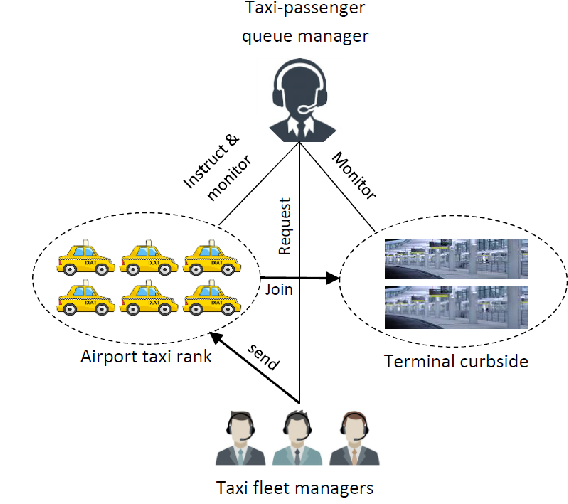 Taxi-passenger
queue manager
Instruct &
monitor
Monitor
Request
Join
Airport taxi rank
Terminal curbside
send
Taxi fleet managers